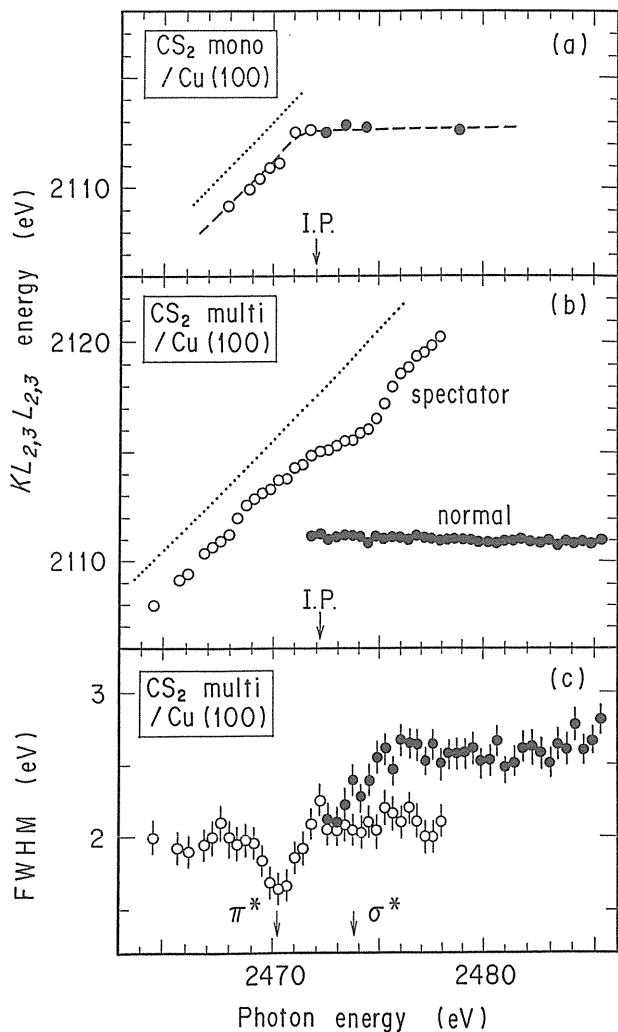 CS₂ mono
/Cu(100)
(a)
2110
I.P.
CS₂ multi
/Cu(100)
(b)
2120
spectator
normal
2110
I.P.
KL₂,₃L₂,₃ energy (eV)
CS₂ multi
/Cu(100)
(c)
3
2
FWHM (eV)
π* σ*
2470 2480
Photon energy (eV)